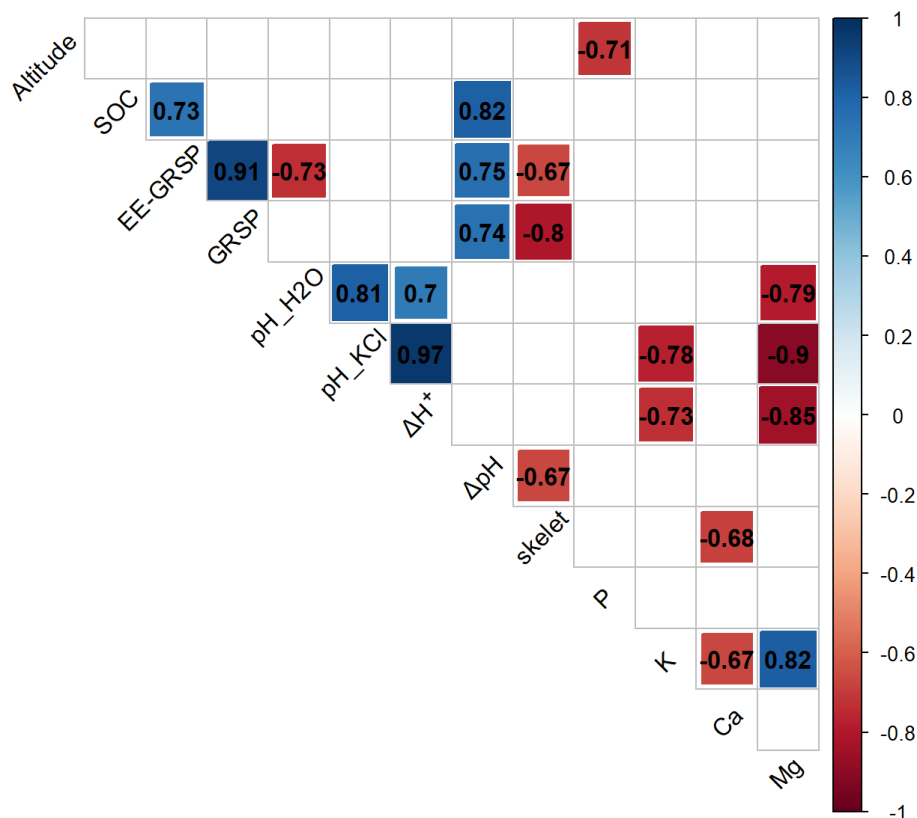 1
Altitude -0.71 0.8
SOC 0.73 0.82
EE-GRSP 0.91 -0.73 0.75 -0.67 0.6
GRSP 0.74 -0.8 0.4
pH_H2O 0.81 0.7 -0.79
0.2
pH_KCl 0.97 -0.78 -0.9
ΔH⁺ -0.73 -0.85 0
ΔpH -0.67 -0.2
skelet -0.68 -0.4
P
K -0.67 0.82 -0.6
Ca -0.8
Mg
-1